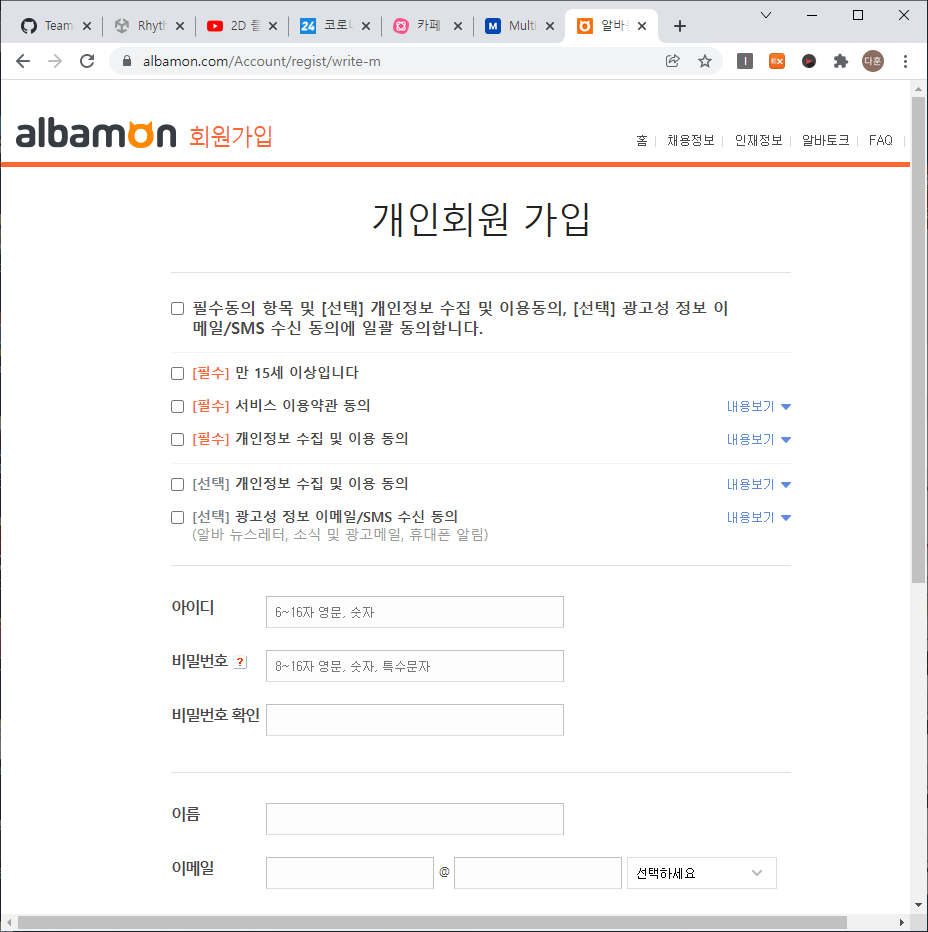 Team
Rhyth
2D 플
24 코로나
카페
M Multi
알바몬
albamon.com/Account/regist/write-m
EX
다훈
albamon 회원가입
홈 채용정보 인재정보 알바토크 FAQ
개인회원 가입
필수동의 항목 및 [선택] 개인정보 수집 및 이용동의, [선택] 광고성 정보 이
메일/SMS 수신 동의에 일괄 동의합니다.
[필수] 만 15세 이상입니다
[필수] 서비스 이용약관 동의 내용보기
[필수] 개인정보 수집 및 이용 동의 내용보기
[선택] 개인정보 수집 및 이용 동의 내용보기
[선택] 광고성 정보 이메일/SMS 수신 동의 내용보기
(알바 뉴스레터, 소식 및 광고메일, 휴대폰 알림)
아이디 6~16자 영문, 숫자
비밀번호 ? 8~16자 영문, 숫자, 특수문자
비밀번호 확인
이름
이메일 @ 선택하세요